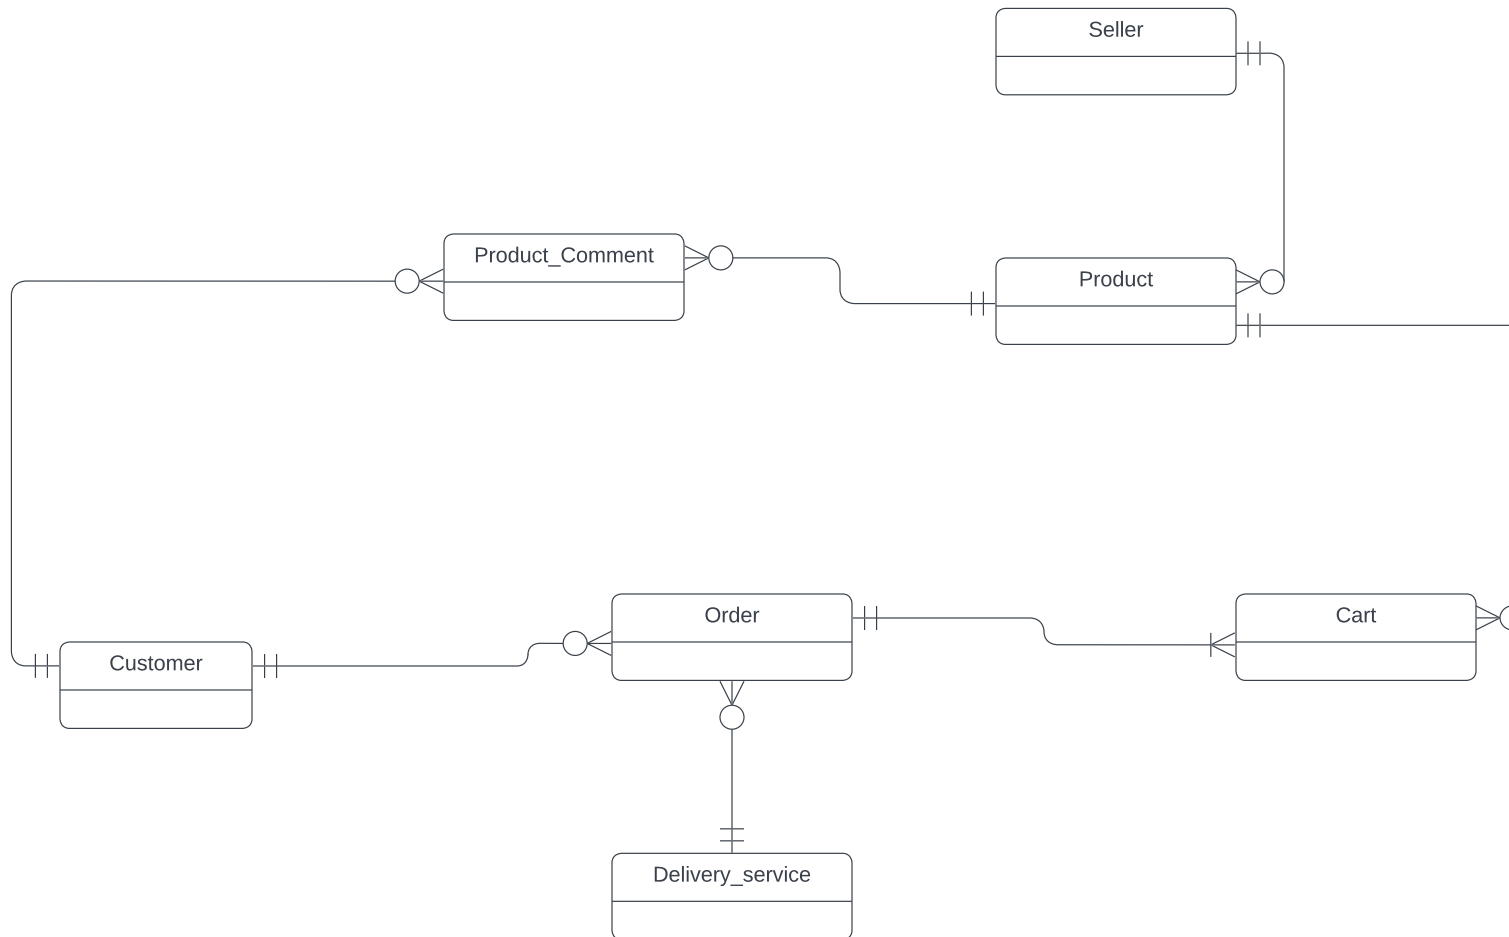 Seller
Product_Comment
Product
Order
Cart
Customer
Delivery_service